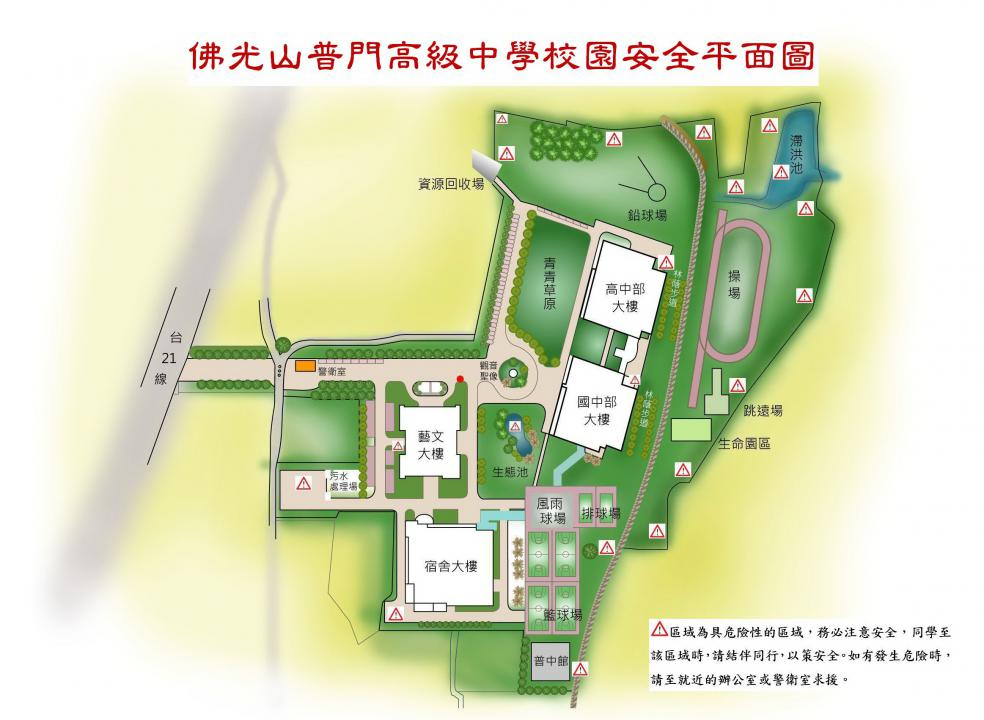 佛光山普門高級中學校園安全平面圖
滯洪池
資源回收場
鉛球場
青青草原
高中部
大樓
林蔭步道
操場
台
21
線
警衛室
觀音
聖像
國中部
大樓
林蔭步道
跳遠場
生命園區
藝文
大樓
生態池
污水
處理場
風雨
球場
排球場
宿舍大樓
籃球場
普中館
區域為具危險性的區域，務必注意安全，同學至
該區域時，請結伴同行，以策安全。如有發生危險時，
請至就近的辦公室或警衛室求援。